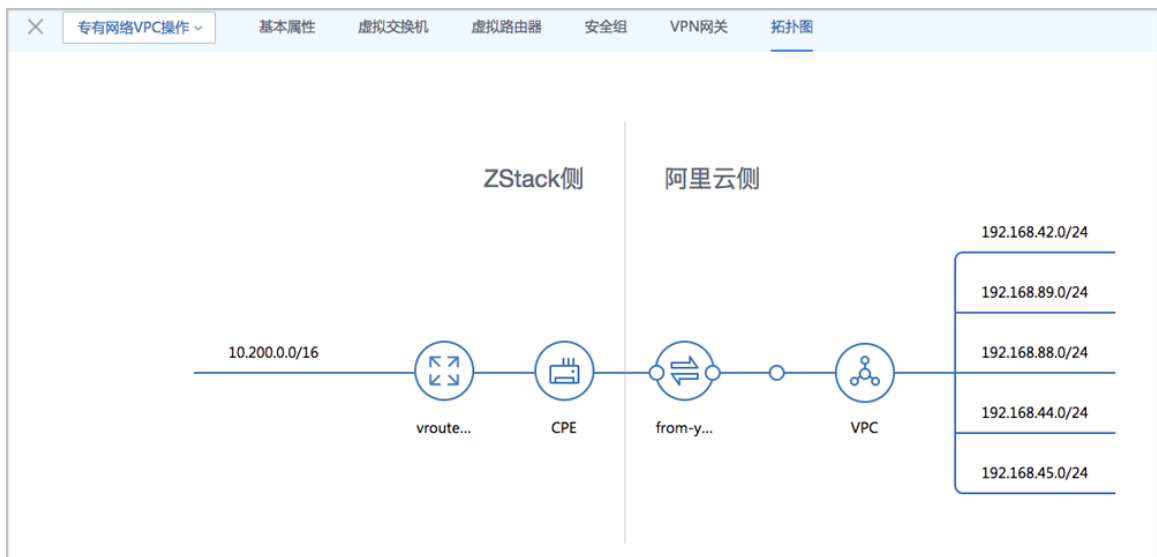 专有网络VPC操作 基本属性 虚拟交换机 虚拟路由器 安全组 VPN网关 拓扑图
ZStack侧 阿里云侧
192.168.42.0/24
192.168.89.0/24
10.200.0.0/16 192.168.88.0/24
192.168.44.0/24
vroute... CPE from-y... VPC
192.168.45.0/24